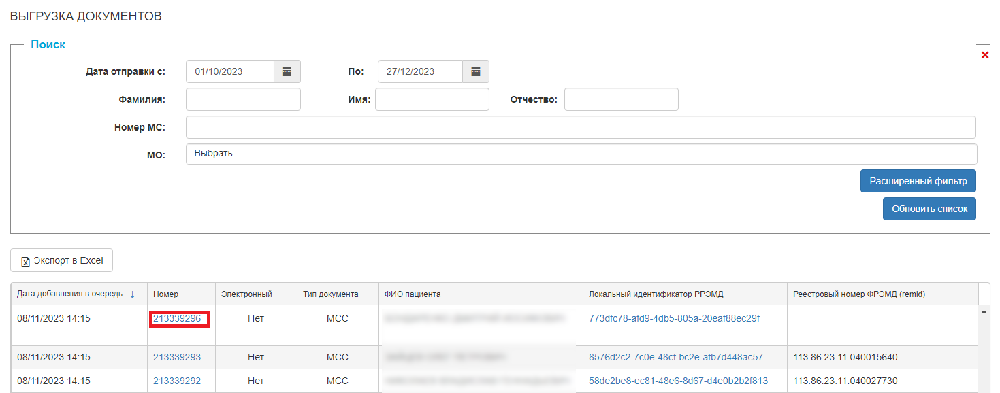 ВЫГРУЗКА ДОКУМЕНТОВ
Поиск
Дата отправки с: 01/10/2023 По: 27/12/2023
Фамилия: Имя: Отчество:
Номер МС:
МО: Выбрать
Расширенный фильтр
Обновить список
Экспорт в Excel
Дата добавления в очередь ↓ Номер Электронный Тип документа ФИО пациента Локальный идентификатор РРЭМД Реестровый номер ФРЭМД (remid)
08/11/2023 14:15 213339296 Нет МСС 773dfc78-afd9-4db5-805a-20eaf88ec29f
08/11/2023 14:15 213339293 Нет МСС 8576d2c2-7c0e-48cf-bc2e-afb7d448ac57 113.86.23.11.040015640
08/11/2023 14:15 213339292 Нет МСС 58de2be8-ec81-48e6-8d67-d4e0b2b2f813 113.86.23.11.040027730